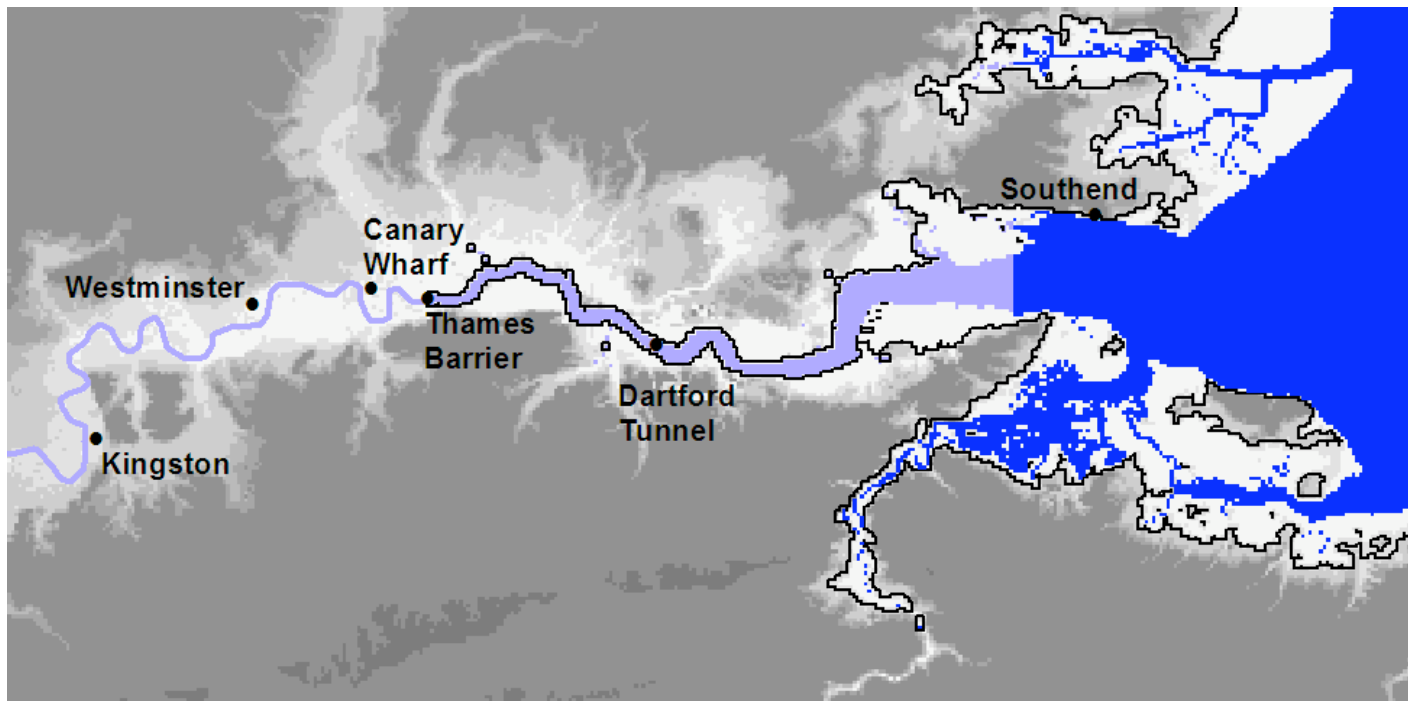 Southend
Canary
Wharf
Westminster
Thames
Barrier
Dartford
Tunnel
Kingston